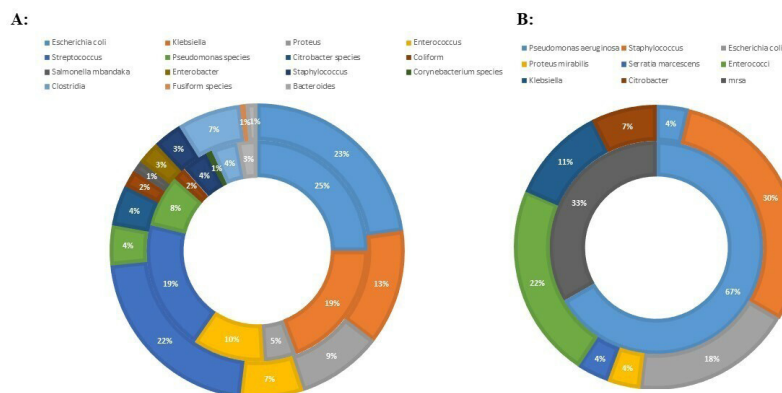 A:
B:
Escherichia coli Klebsiella Proteus Enterococcus
Streptococcus Pseudomonas species Citrobacter species Coliform
Salmonella mbandaka Enterobacter Staphylococcus Corynebacterium species
Clostridia Fusiform species Bacteroides
Pseudomonas aeruginosa Staphylococcus Escherichia coli
Proteus mirabilis Serratia marcescens Enterococci
Klebsiella Citrobacter mrsa
7% 1% 1%
3% 23%
3% 4% 3%
1% 4% 1% 25%
2% 2%
4% 8%
4% 19% 19% 13%
22% 10% 5% 9%
7%
7% 4%
11% 33% 30%
22% 67%
4% 4% 18%